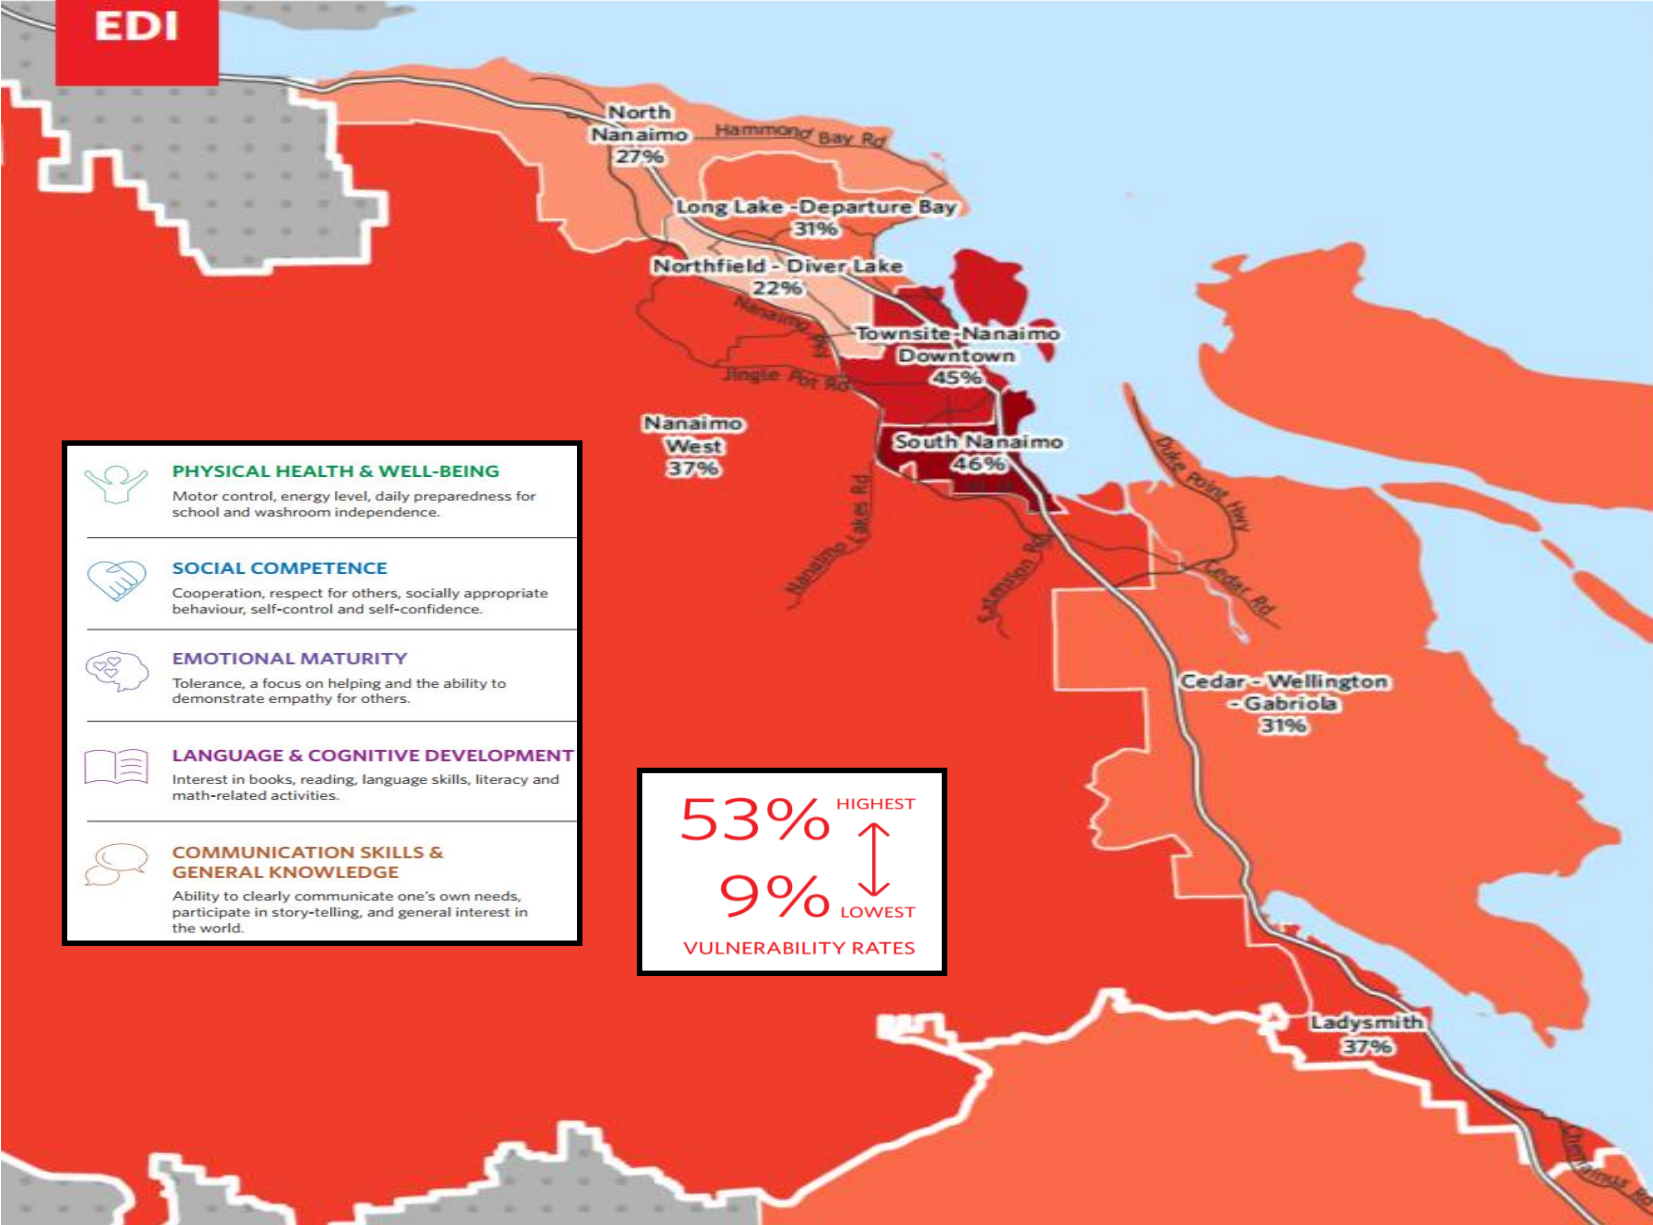 EDI
North
Nanaimo
27%
Hammond Bay Rd
Long Lake -Departure Bay
31%
Northfield - Diver Lake
22%
Nanaimo Pkwy
Townsite-Nanaimo
Downtown
45%
Jingle Pot Rd
Nanaimo
West
37%
South Nanaimo
46%
Duke Point Hwy
Nanaimo Lakes Rd
Extension Rd
Cedar Rd
Cedar - Wellington
- Gabriola
31%
Ladysmith
37%
Chemainus Rd
PHYSICAL HEALTH & WELL-BEING
Motor control, energy level, daily preparedness for
school and washroom independence.
SOCIAL COMPETENCE
Cooperation, respect for others, socially appropriate
behaviour, self-control and self-confidence.
EMOTIONAL MATURITY
Tolerance, a focus on helping and the ability to
demonstrate empathy for others.
LANGUAGE & COGNITIVE DEVELOPMENT
Interest in books, reading, language skills, literacy and
math-related activities.
COMMUNICATION SKILLS &
GENERAL KNOWLEDGE
Ability to clearly communicate one's own needs,
participate in story-telling, and general interest in
the world.
53% HIGHEST
9% LOWEST
VULNERABILITY RATES